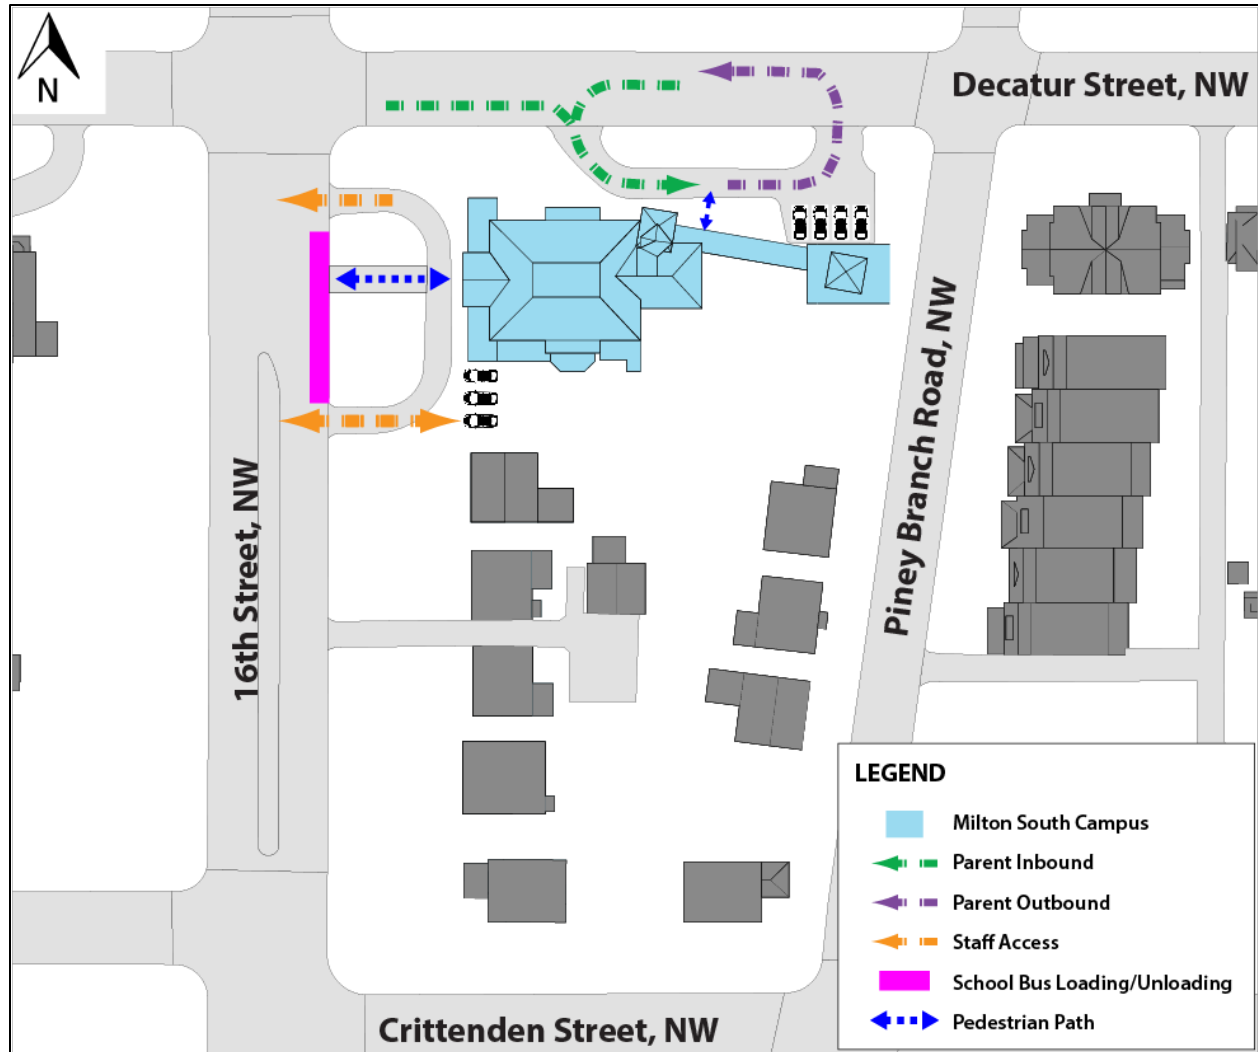 N
Decatur Street, NW
16th Street, NW
Piney Branch Road, NW
Crittenden Street, NW
LEGEND
Milton South Campus
Parent Inbound
Parent Outbound
Staff Access
School Bus Loading/Unloading
Pedestrian Path